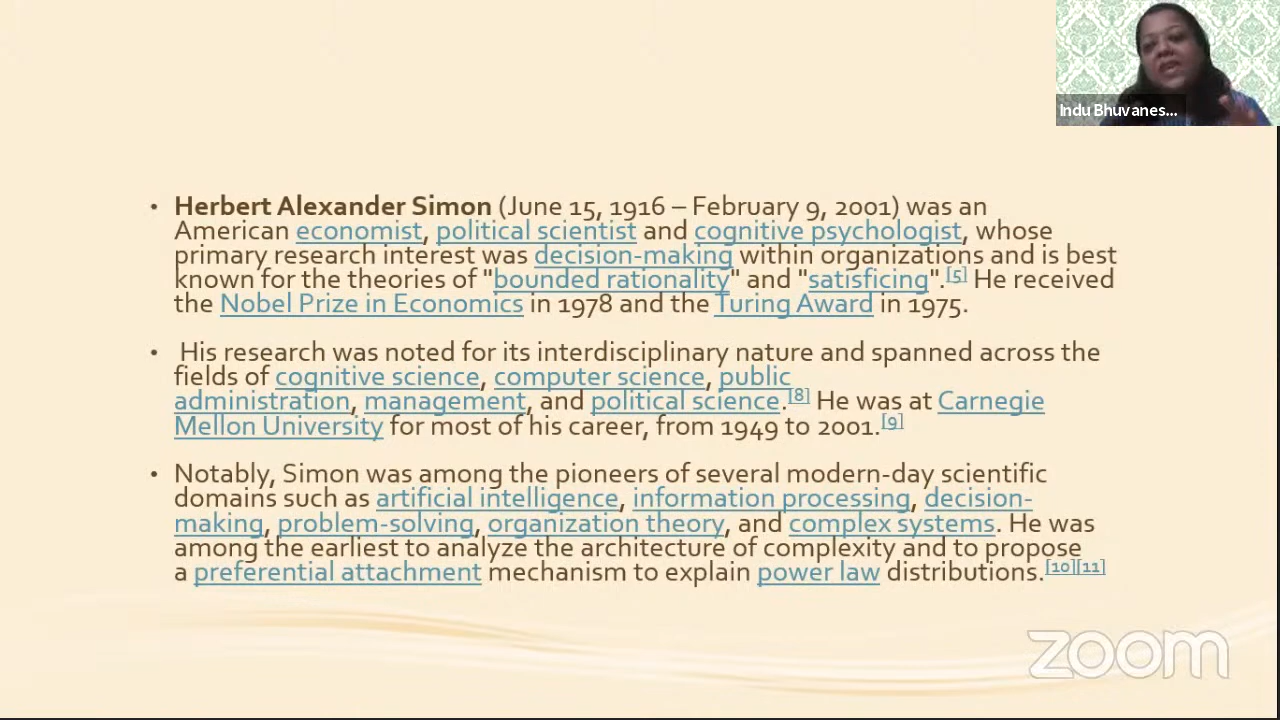 Indu Bhuvanes...
• Herbert Alexander Simon (June 15, 1916 – February 9, 2001) was an
American economist, political scientist and cognitive psychologist, whose
primary research interest was decision-making within organizations and is best
known for the theories of "bounded rationality" and "satisficing".[5] He received
the Nobel Prize in Economics in 1978 and the Turing Award in 1975.
• His research was noted for its interdisciplinary nature and spanned across the
fields of cognitive science, computer science, public
administration, management, and political science.[8] He was at Carnegie
Mellon University for most of his career, from 1949 to 2001.[9]
• Notably, Simon was among the pioneers of several modern-day scientific
domains such as artificial intelligence, information processing, decision-
making, problem-solving, organization theory, and complex systems. He was
among the earliest to analyze the architecture of complexity and to propose
a preferential attachment mechanism to explain power law distributions.[10][11]
zoom